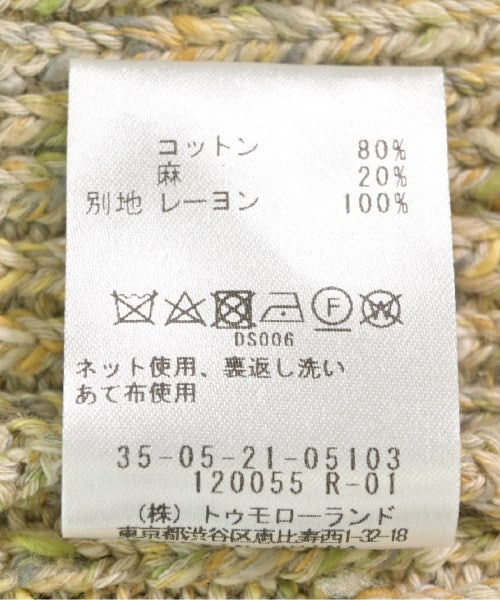 コットン 80%
麻 20%
別地 レーヨン 100%
F W
DS006
ネット使用、裏返し洗い
あて布使用
35-05-21-05103
120055 R-01
(株) トゥモローランド
東京都渋谷区恵比寿西1-32-18